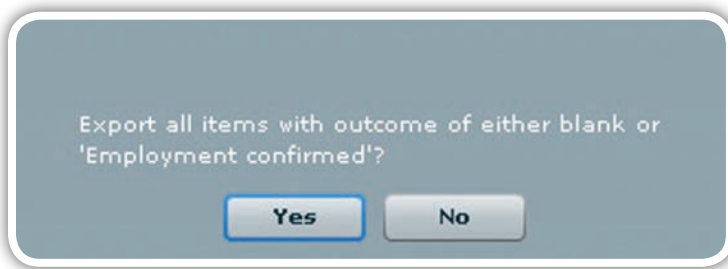 Export all items with outcome of either blank or
'Employment confirmed'?
Yes No